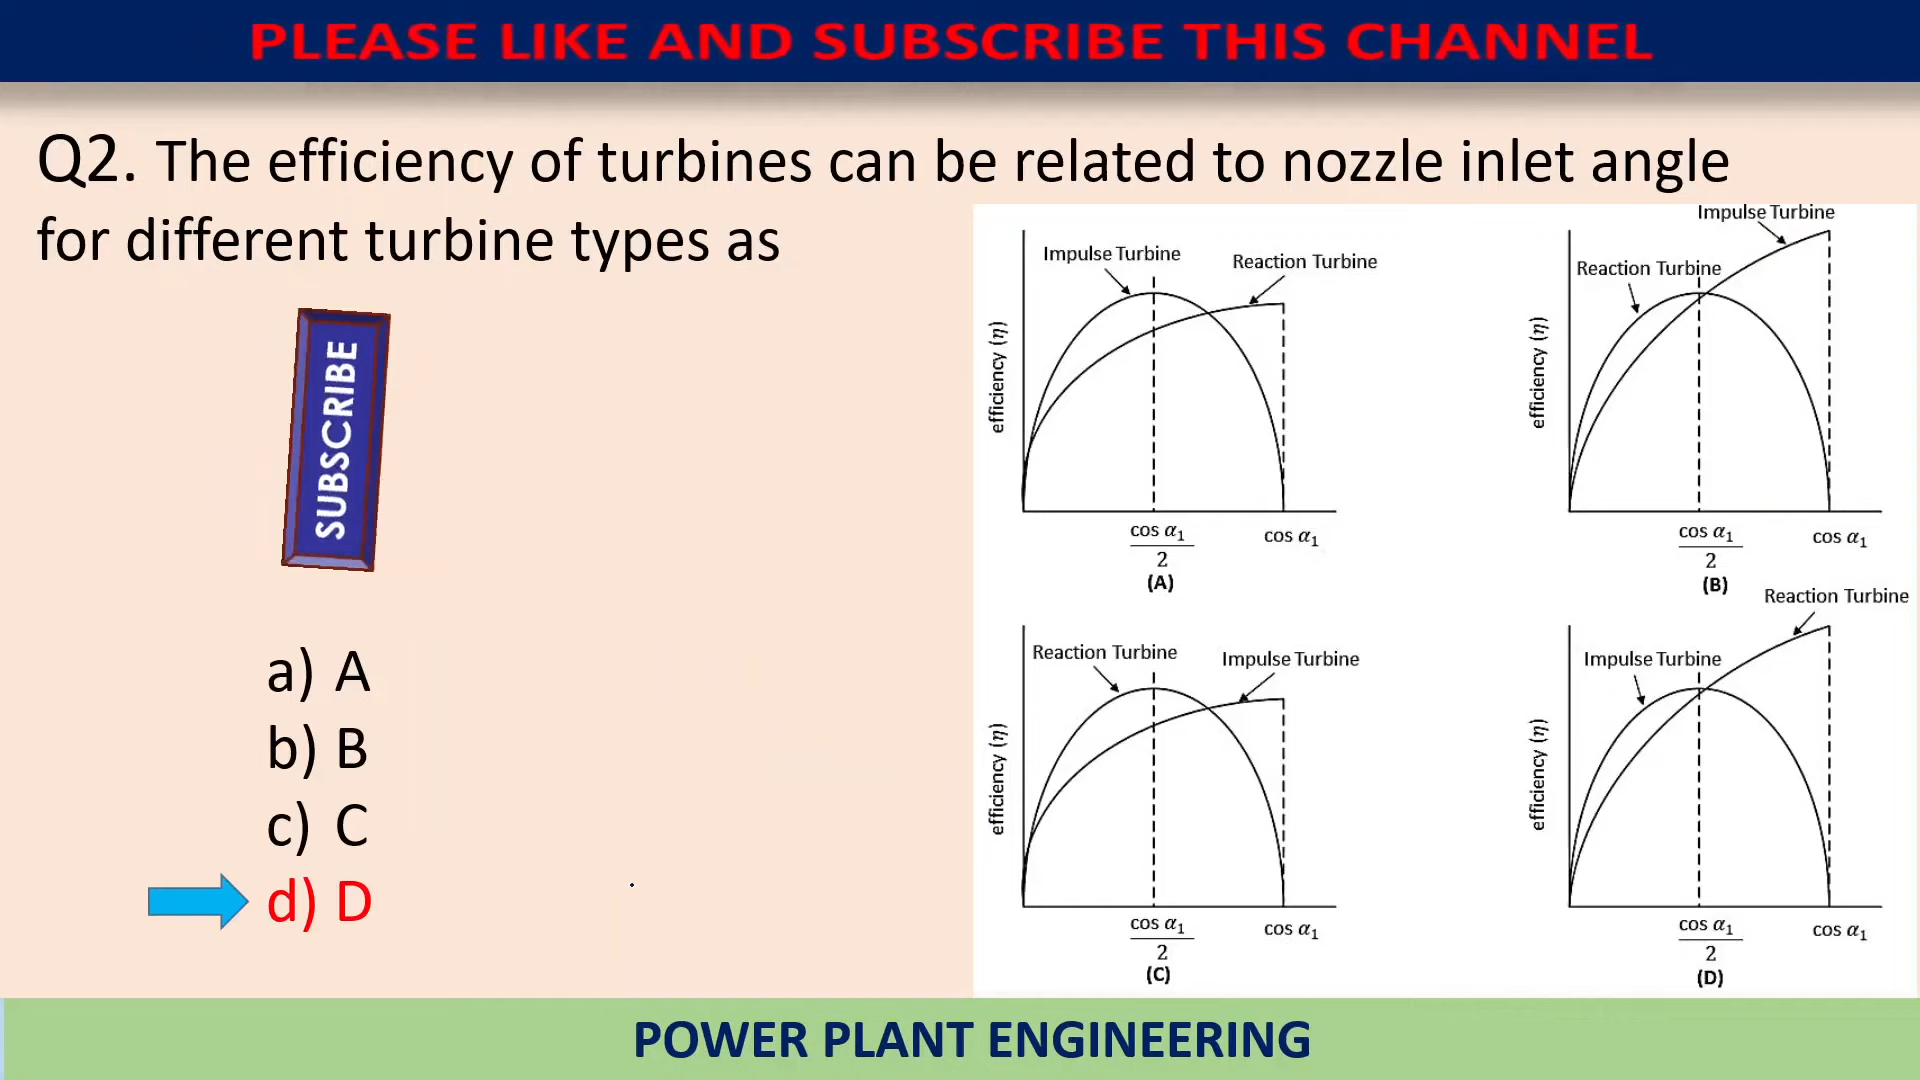 PLEASE LIKE AND SUBSCRIBE THIS CHANNEL
Q2. The efficiency of turbines can be related to nozzle inlet angle
for different turbine types as
SUBSCRIBE
a) A
b) B
c) C
d) D
Impulse Turbine
Reaction Turbine
efficiency (η)
cos α₁
2
cos α₁
(A)
Impulse Turbine
Reaction Turbine
efficiency (η)
cos α₁
2
cos α₁
(B)
Reaction Turbine
Impulse Turbine
efficiency (η)
cos α₁
2
cos α₁
(C)
Reaction Turbine
Impulse Turbine
efficiency (η)
cos α₁
2
cos α₁
(D)
POWER PLANT ENGINEERING